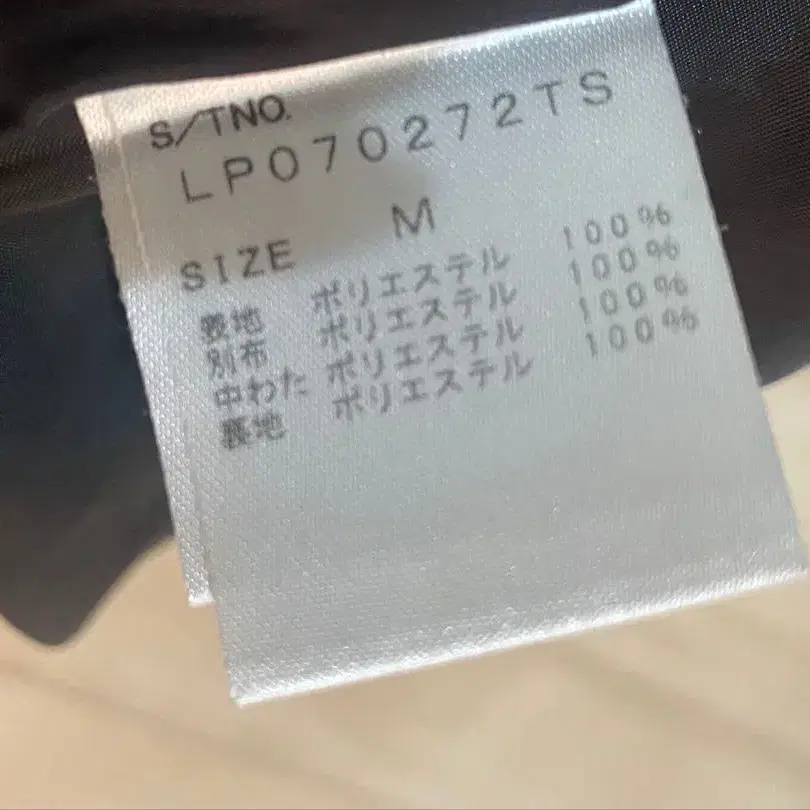 S/TNO.
LP070272TS
SIZE M
表地 ポリエステル 100%
別布 ポリエステル 100%
中わた ポリエステル 100%
裏地 ポリエステル 100%